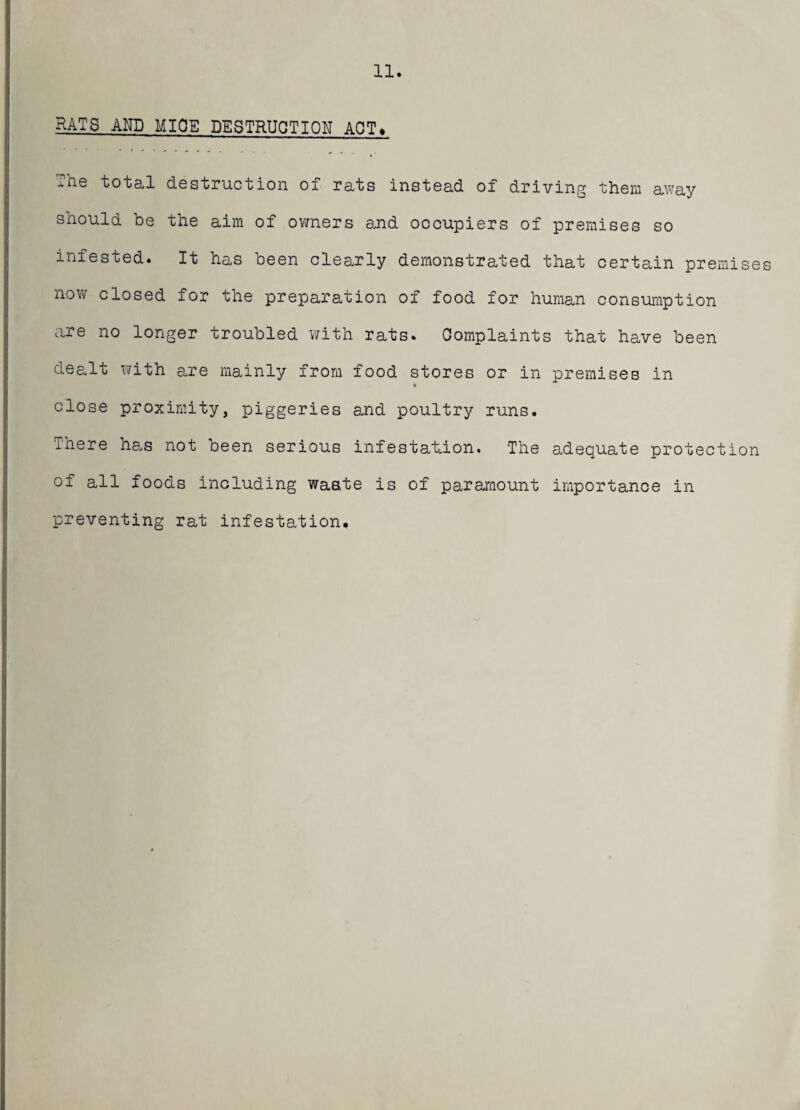 11.
RATS AND MICE DESTRUCTION ACT.
The total destruction of rats instead of driving them away
should be the aim of owners and occupiers of premises so
infested. It has been clearly demonstrated that certain premises
now closed for the preparation of food for human consumption
are no longer troubled with rats. Complaints that have been
dealt with are mainly from food stores or in premises in
close proximity, piggeries and poultry runs.
There has not been serious infestation. The adequate protection
of all foods including waste is of paramount importance in
preventing rat infestation.